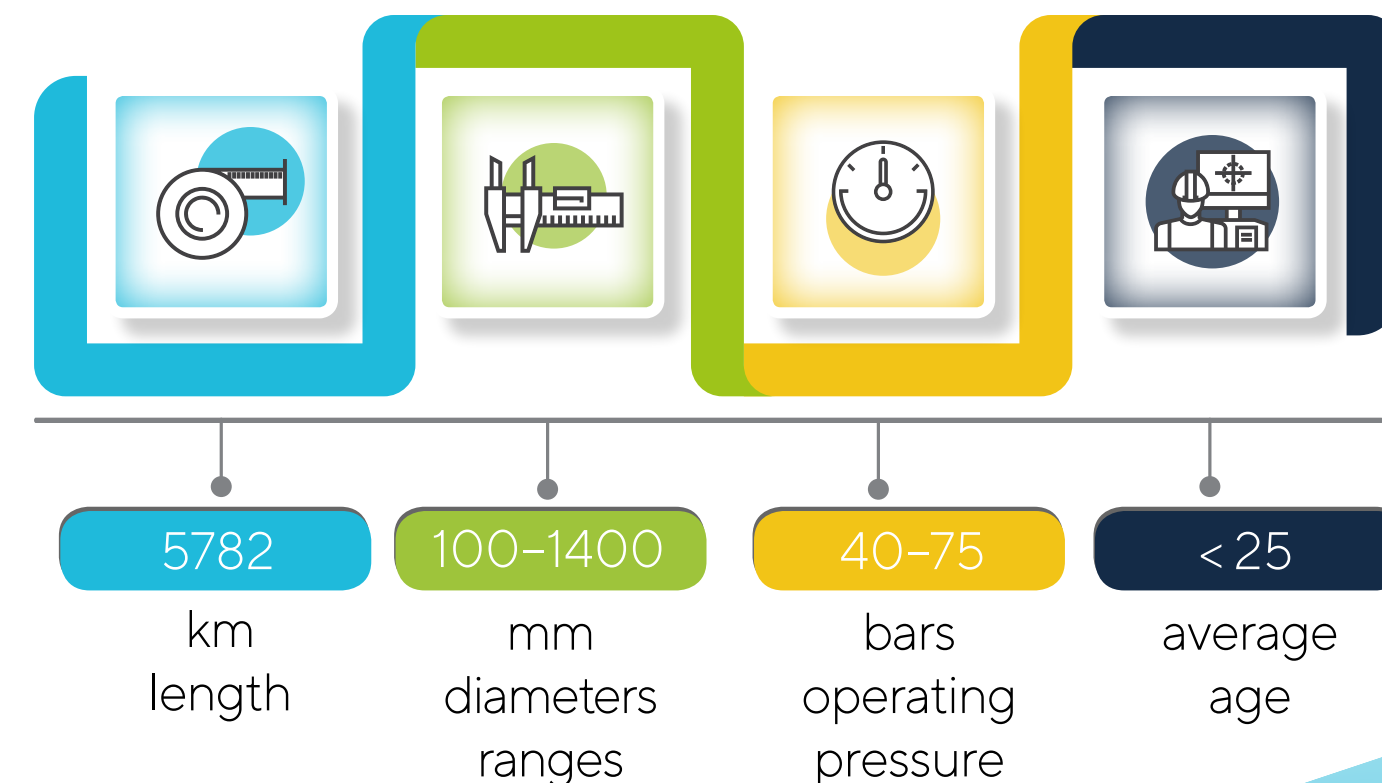 5782
km
length
100–1400
mm
diameters
ranges
40–75
bars
operating
pressure
< 25
average
age